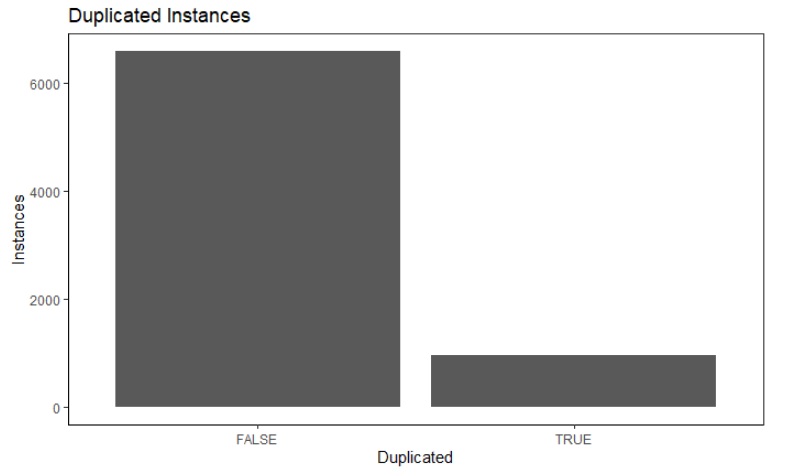 Duplicated Instances
Instances
6000
4000
2000
0
FALSE TRUE
Duplicated